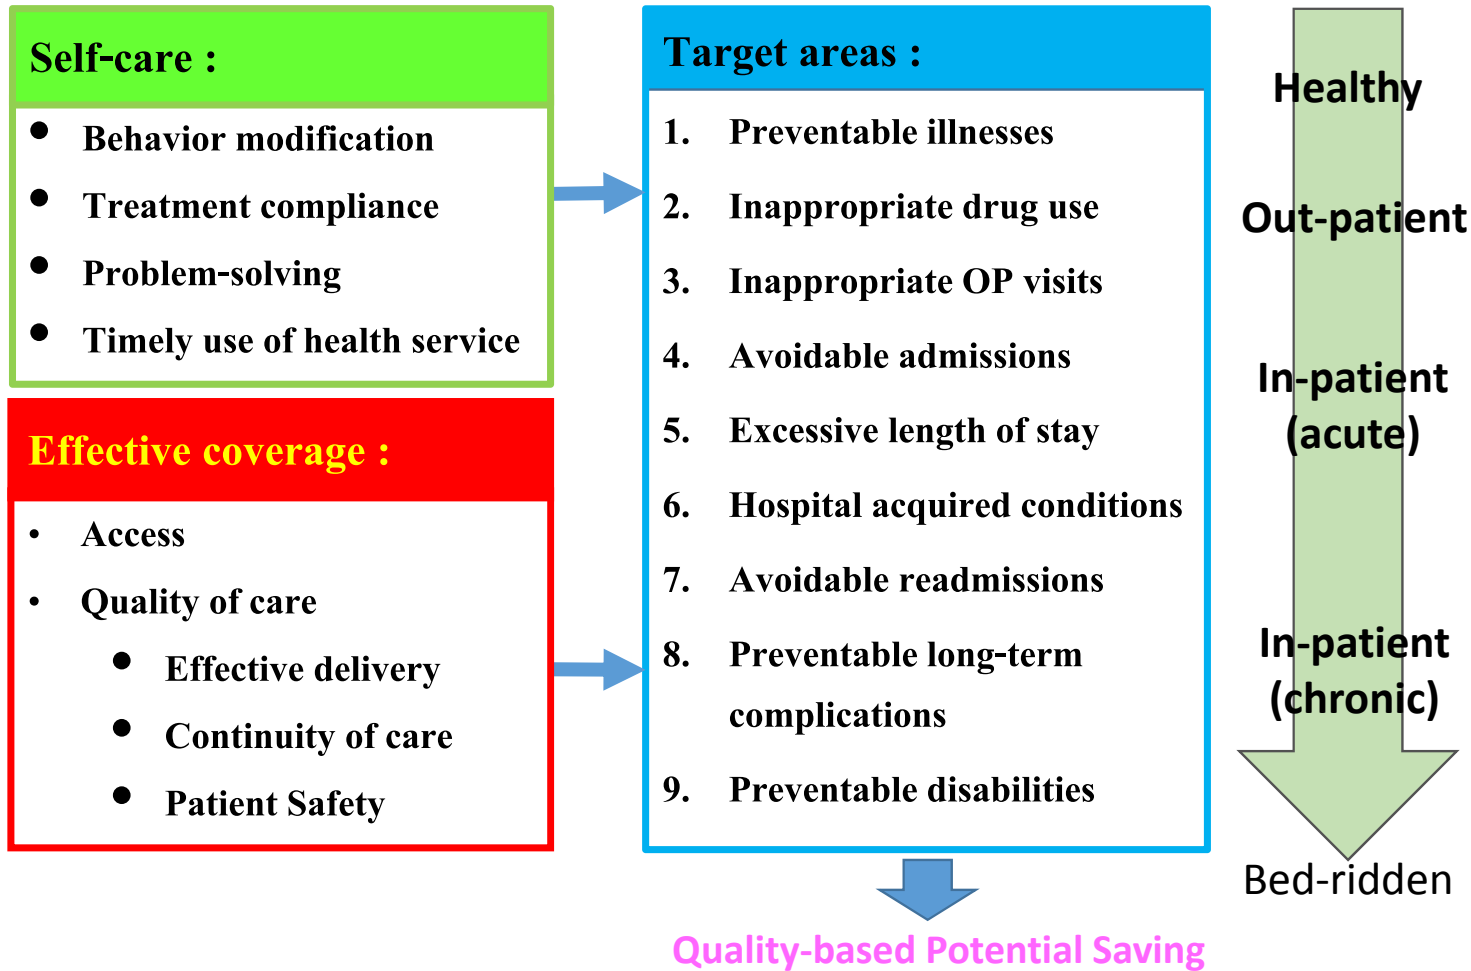 Self-care :
● Behavior modification
● Treatment compliance
● Problem-solving
● Timely use of health service
Effective coverage :
• Access
• Quality of care
● Effective delivery
● Continuity of care
● Patient Safety
Target areas :
1. Preventable illnesses
2. Inappropriate drug use
3. Inappropriate OP visits
4. Avoidable admissions
5. Excessive length of stay
6. Hospital acquired conditions
7. Avoidable readmissions
8. Preventable long-term
complications
9. Preventable disabilities
Quality-based Potential Saving
Healthy
Out-patient
In-patient
(acute)
In-patient
(chronic)
Bed-ridden